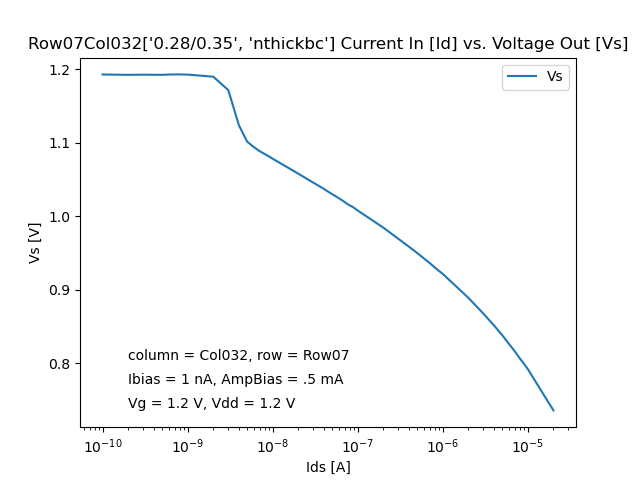 Row07Col032['0.28/0.35', 'nthickbc'] Current In [Id] vs. Voltage Out [Vs]
Vs
1.2
1.1
1.0
0.9
0.8
Vs [V]
column = Col032, row = Row07
Ibias = 1 nA, AmpBias = .5 mA
Vg = 1.2 V, Vdd = 1.2 V
10⁻¹⁰ 10⁻⁹ 10⁻⁸ 10⁻⁷ 10⁻⁶ 10⁻⁵
Ids [A]